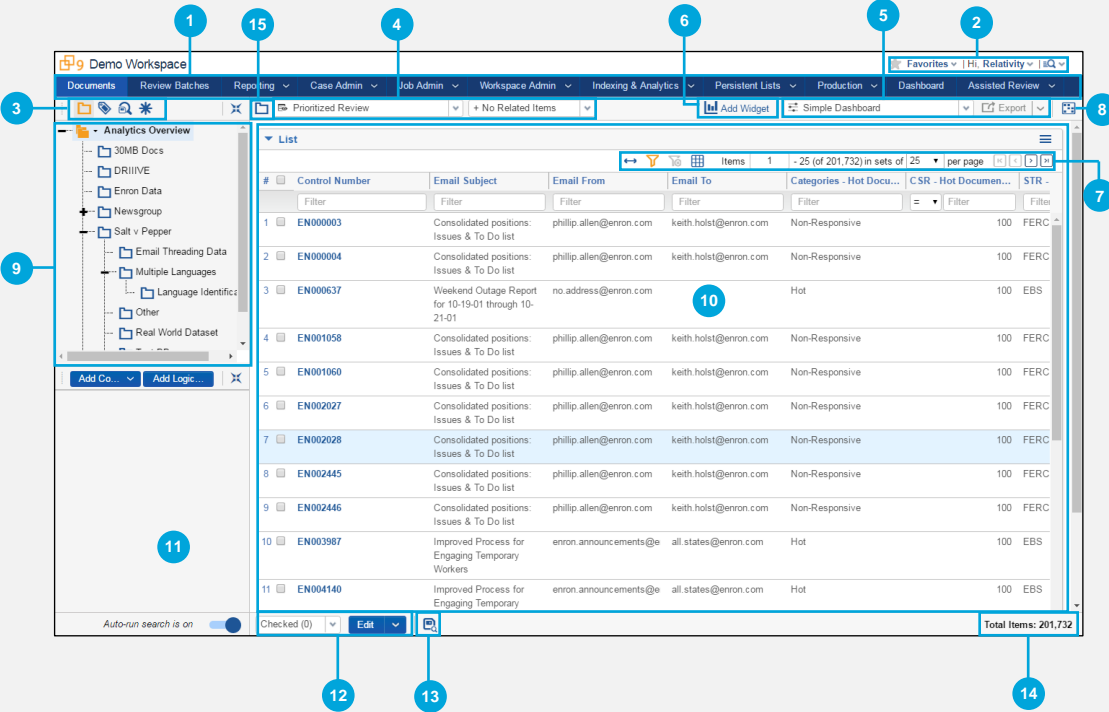 1 15 4 6 5 2
9 Demo Workspace Favorites | Hi, Relativity |
Documents Review Batches Reporting Case Admin Job Admin Workspace Admin Indexing & Analytics Persistent Lists Production Dashboard Assisted Review
3 Prioritized Review + No Related Items Add Widget Simple Dashboard Export 8
Analytics Overview
30MB Docs
DRIIIVE
Enron Data
Newsgroup
Salt v Pepper
Email Threading Data
Multiple Languages
Language Identifica
Other
Real World Dataset
9
List
Items 1 - 25 (of 201,732) in sets of 25 per page
7
# Control Number Email Subject Email From Email To Categories - Hot Docu... CSR - Hot Documen... STR -
Filter Filter Filter Filter Filter = Filter Filter
1 EN000003 Consolidated positions: phillip.allen@enron.com keith.holst@enron.com Non-Responsive 100 FERC
Issues & To Do list
2 EN000004 Consolidated positions: phillip.allen@enron.com keith.holst@enron.com Non-Responsive 100 FERC
Issues & To Do list
3 EN000637 Weekend Outage Report no.address@enron.com Hot 100 EBS
for 10-19-01 through 10-
21-01
10
4 EN001058 Consolidated positions: phillip.allen@enron.com keith.holst@enron.com Non-Responsive 100 FERC
Issues & To Do list
5 EN001060 Consolidated positions: phillip.allen@enron.com keith.holst@enron.com Non-Responsive 100 FERC
Issues & To Do list
6 EN002027 Consolidated positions: phillip.allen@enron.com keith.holst@enron.com Non-Responsive 100 FERC
Issues & To Do list
7 EN002028 Consolidated positions: phillip.allen@enron.com keith.holst@enron.com Non-Responsive 100 FERC
Issues & To Do list
8 EN002445 Consolidated positions: phillip.allen@enron.com keith.holst@enron.com Non-Responsive 100 FERC
Issues & To Do list
9 EN002446 Consolidated positions: phillip.allen@enron.com keith.holst@enron.com Non-Responsive 100 FERC
Issues & To Do list
10 EN003987 Improved Process for enron.announcements@e all.states@enron.com Hot 100 EBS
Engaging Temporary
Workers
11 EN004140 Improved Process for enron.announcements@e all.states@enron.com Hot 100 EBS
Engaging Temporary
Add Co... Add Logic...
11
Auto-run search is on Checked (0) Edit Total Items: 201,732
12 13 14